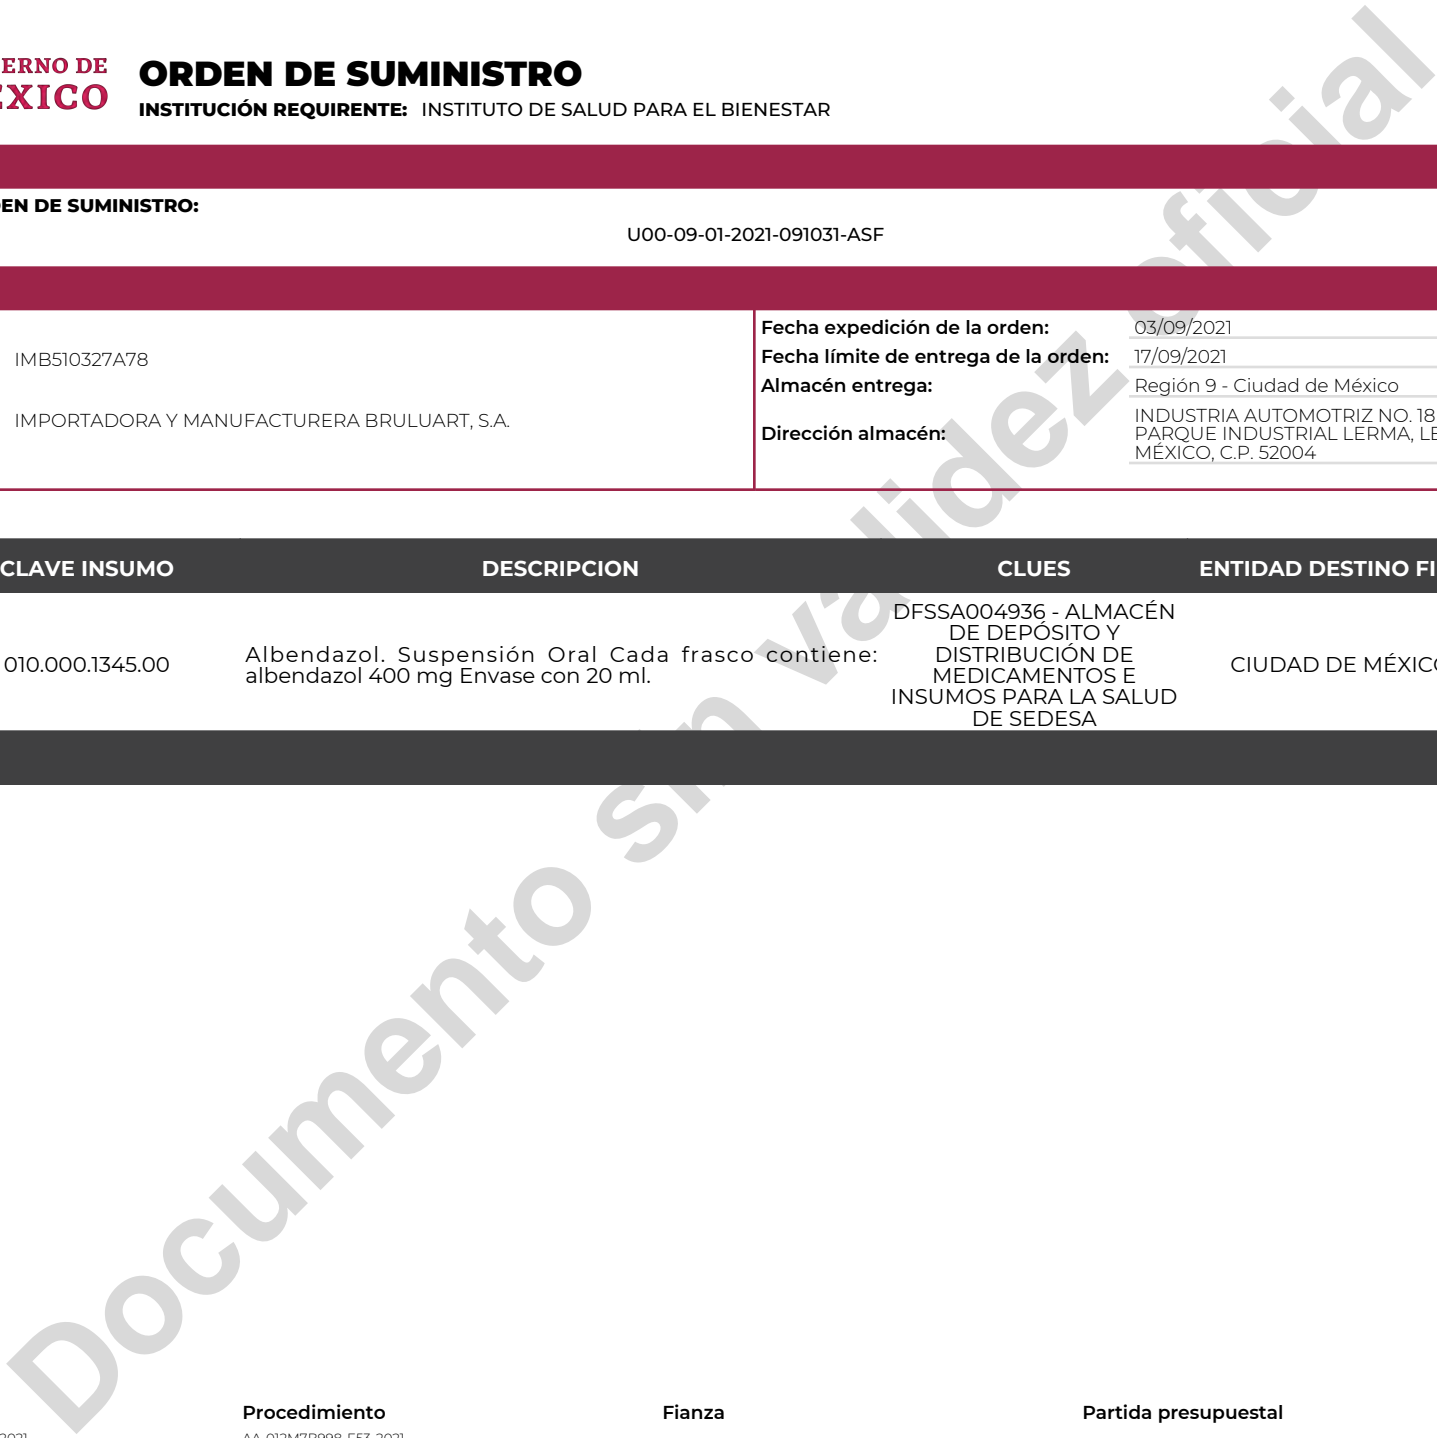 ERNO DE
ORDEN DE SUMINISTRO
EXICO
INSTITUCIÓN REQUIRENTE: INSTITUTO DE SALUD PARA EL BIENESTAR
EN DE SUMINISTRO:
U00-09-01-2021-091031-ASF
Fecha expedición de la orden: 03/09/2021
IMB510327A78
Fecha límite de entrega de la orden: 17/09/2021
Almacén entrega: Región 9 - Ciudad de México
IMPORTADORA Y MANUFACTURERA BRULUART, S.A.
Dirección almacén:
INDUSTRIA AUTOMOTRIZ NO. 18
PARQUE INDUSTRIAL LERMA, LE
MÉXICO, C.P. 52004
CLAVE INSUMO DESCRIPCION CLUES ENTIDAD DESTINO FI
010.000.1345.00
Albendazol. Suspensión Oral Cada frasco contiene:
albendazol 400 mg Envase con 20 ml.
DFSSA004936 - ALMACÉN
DE DEPÓSITO Y
DISTRIBUCIÓN DE
MEDICAMENTOS E
INSUMOS PARA LA SALUD
DE SEDESA
CIUDAD DE MÉXICO
Documento sin validez oficial
Procedimiento Fianza Partida presupuestal